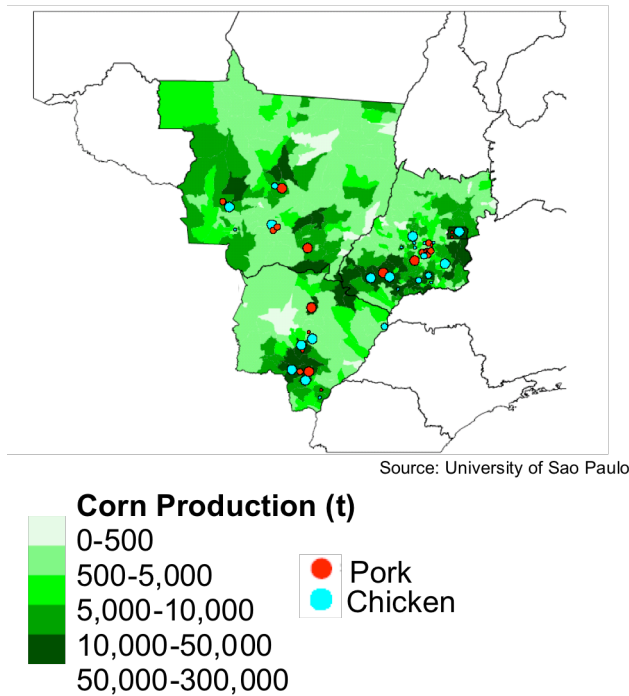 Source: University of Sao Paulo
Corn Production (t)
0-500
500-5,000
5,000-10,000
10,000-50,000
50,000-300,000
Pork
Chicken